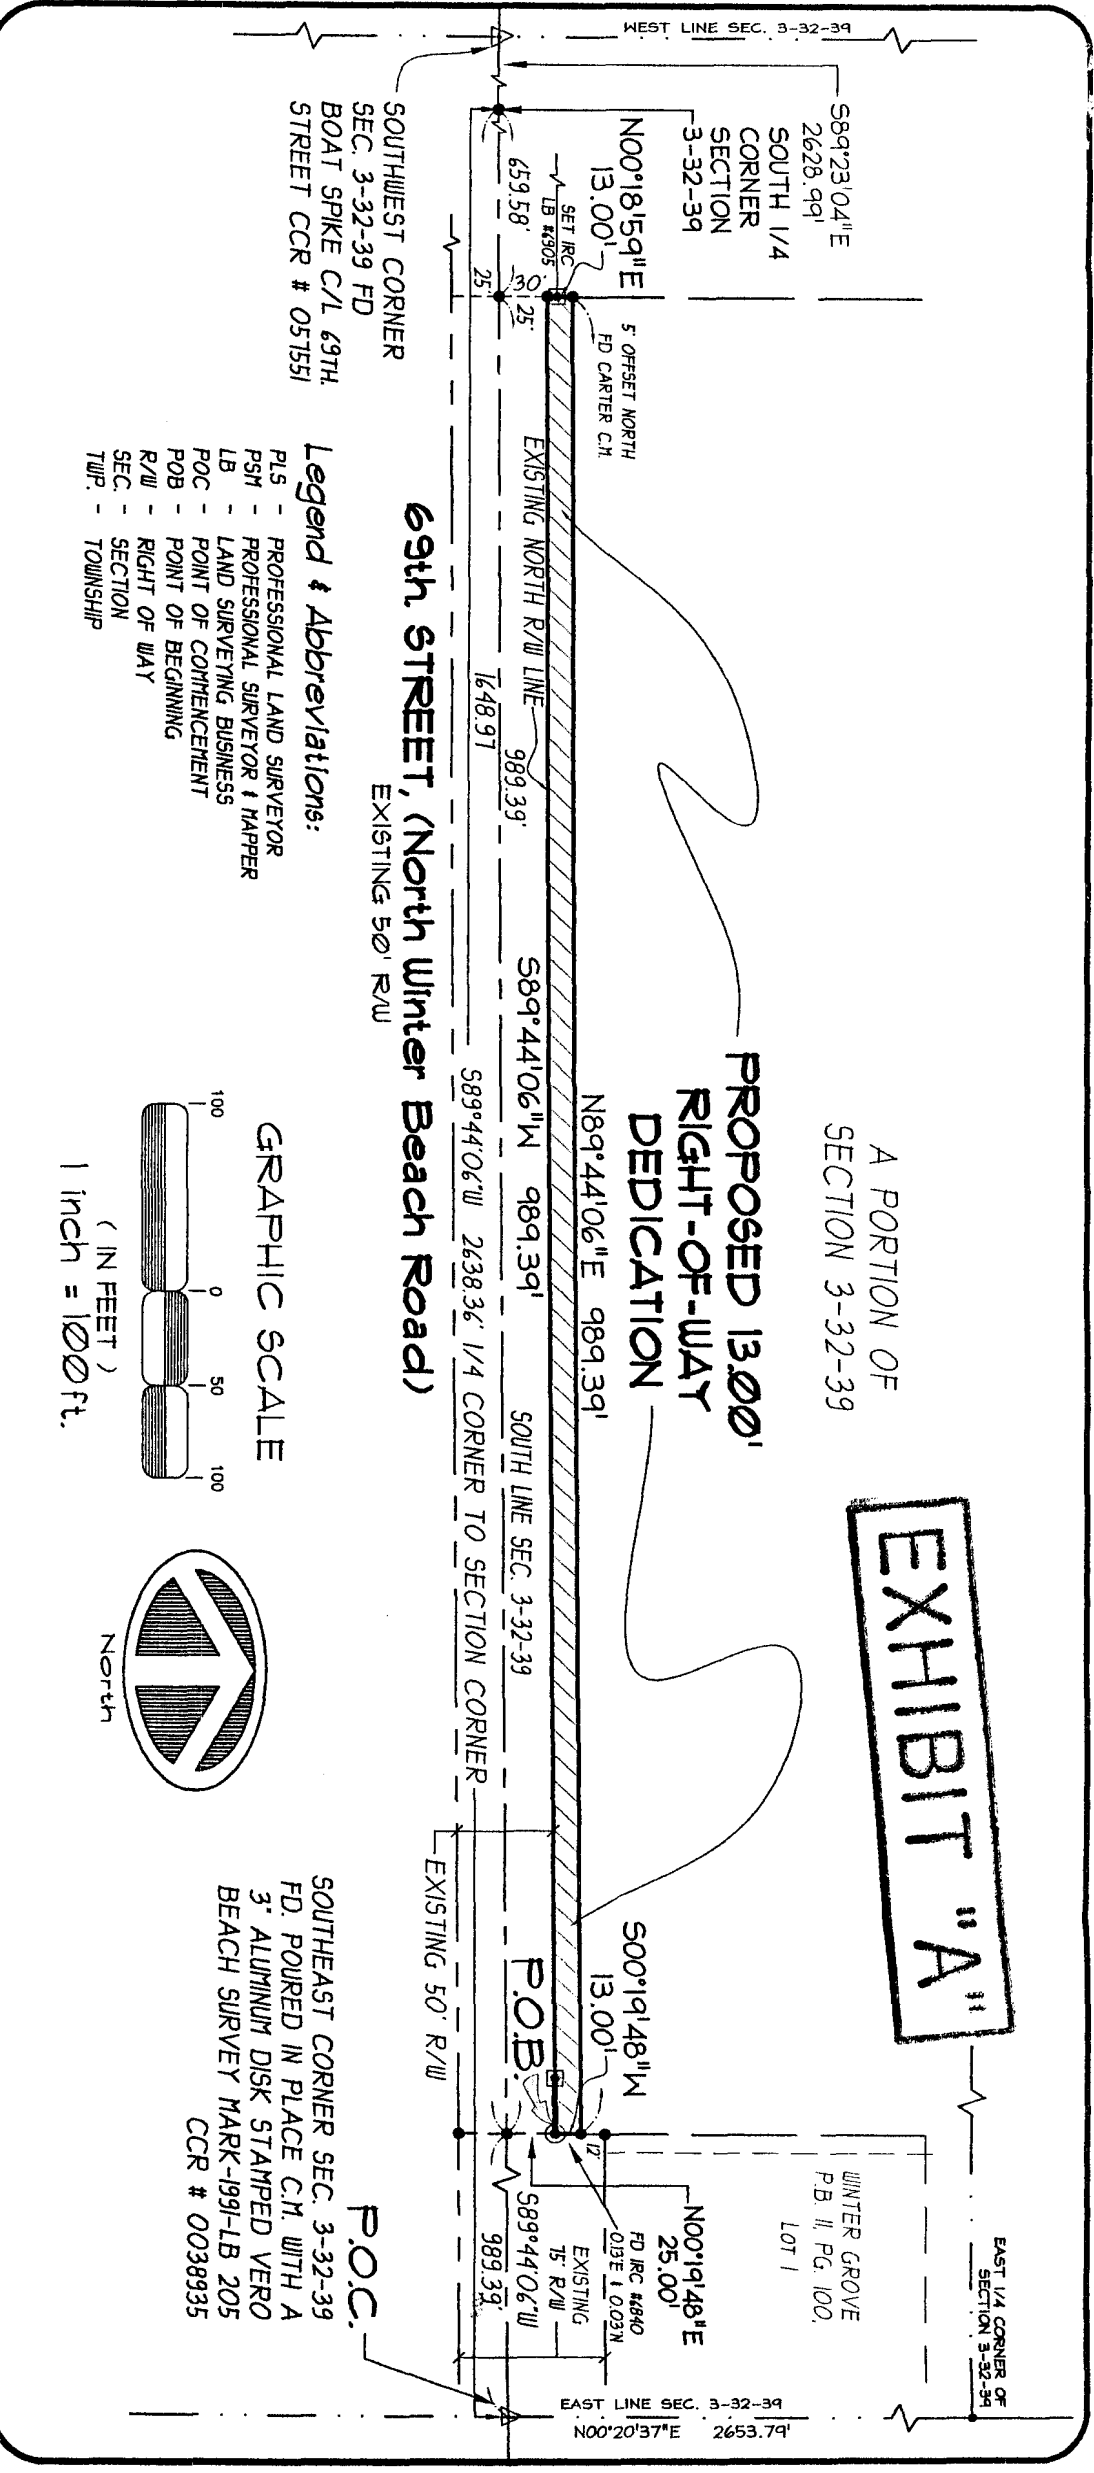 WEST LINE SEC. 3-32-39
S89°23'04"E
2628.99'
SOUTH 1/4
CORNER
SECTION
3-32-39
N00°18'59"E
13.00'
SET IRC
LB #6905
659.58'
30'
25'
25'
5' OFFSET NORTH
FD CARTER C.M.
SOUTHWEST CORNER
SEC. 3-32-39 FD
BOAT SPIKE C/L 69TH.
STREET CCR # 057551
EXISTING NORTH R/W LINE
989.39'
1648.97
69th. STREET, (North Winter Beach Road)
EXISTING 50' R/W
Legend & Abbreviations:
PLS - PROFESSIONAL LAND SURVEYOR
PSM - PROFESSIONAL SURVEYOR & MAPPER
LB - LAND SURVEYING BUSINESS
POC - POINT OF COMMENCEMENT
POB - POINT OF BEGINNING
R/W - RIGHT OF WAY
SEC. - SECTION
TWP. - TOWNSHIP
A PORTION OF
SECTION 3-32-39
PROPOSED 13.00'
RIGHT-OF-WAY
DEDICATION
N89°44'06"E 989.39'
S89°44'06"W 989.39'
SOUTH LINE SEC. 3-32-39
S89°44'06"W 2638.36' 1/4 CORNER TO SECTION CORNER
GRAPHIC SCALE
100 0 50 100
( IN FEET )
1 inch = 100 ft.
North
EXHIBIT "A"
EXISTING 50' R/W
S00°19'48"W
13.00'
P.O.B.
12'
N00°19'48"E
25.00'
FD IRC #6840
0.13'E & 0.03'N
EXISTING
75' R/W
S89°44'06"W
989.39'
WINTER GROVE
P.B. 11, PG. 100.
LOT 1
EAST 1/4 CORNER OF
SECTION 3-32-39
P.O.C.
SOUTHEAST CORNER SEC. 3-32-39
FD. POURED IN PLACE C.M. WITH A
3" ALUMINUM DISK STAMPED VERO
BEACH SURVEY MARK-1991-LB 205
CCR # 0038935
EAST LINE SEC. 3-32-39
N00°20'37"E 2653.79'